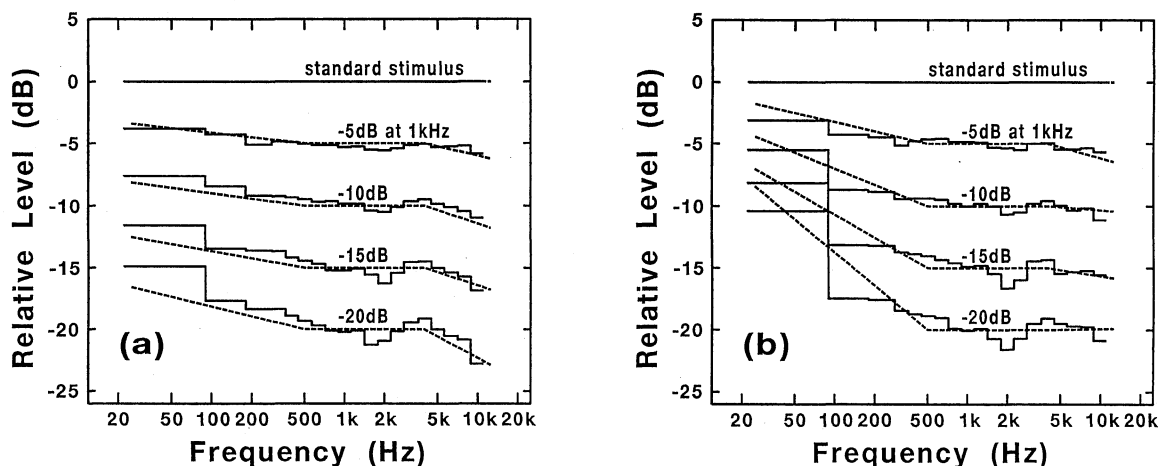 5
0
-5
-10
-15
-20
-25
Relative Level (dB)
standard stimulus
-5dB at 1kHz
-10dB
-15dB
-20dB
(a)
20 50 100 200 500 1k 2k 5k 10k 20k
Frequency (Hz)
5
0
-5
-10
-15
-20
-25
Relative Level (dB)
standard stimulus
-5dB at 1kHz
-10dB
-15dB
-20dB
(b)
20 50 100 200 500 1k 2k 5k 10k 20k
Frequency (Hz)